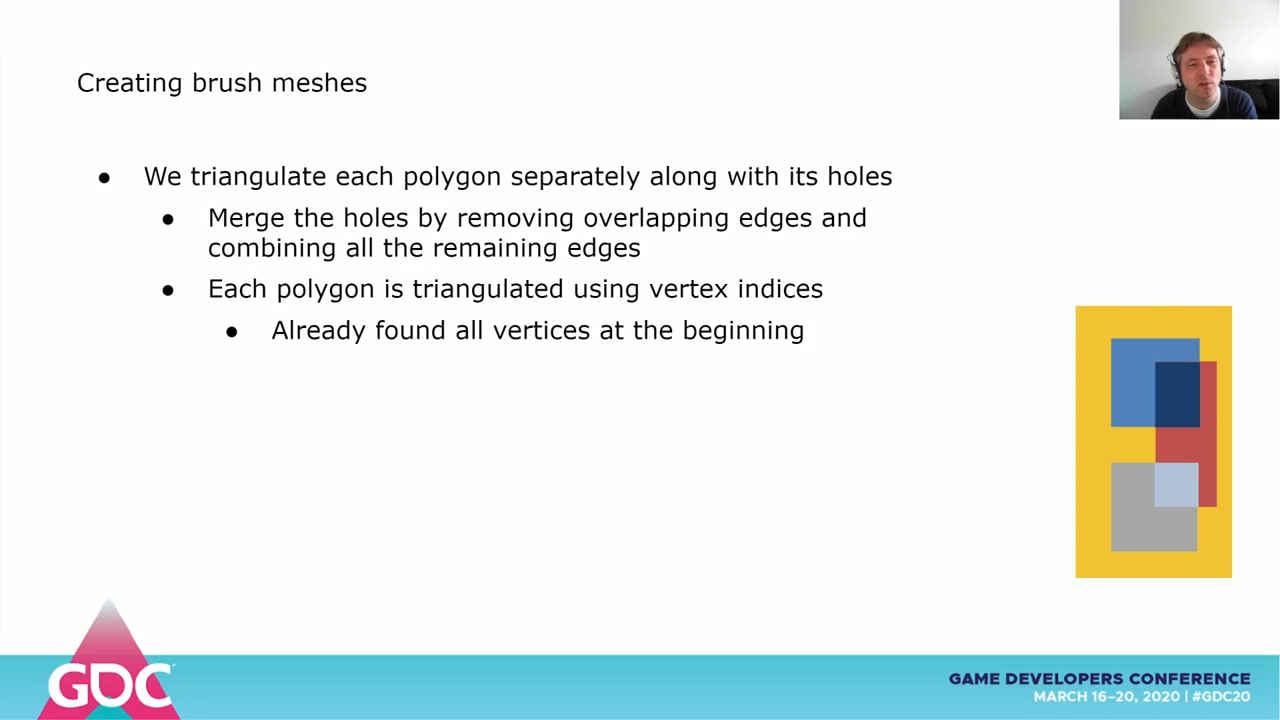 Creating brush meshes
● We triangulate each polygon separately along with its holes
● Merge the holes by removing overlapping edges and
combining all the remaining edges
● Each polygon is triangulated using vertex indices
● Already found all vertices at the beginning
GDC
GAME DEVELOPERS CONFERENCE
MARCH 16–20, 2020 | #GDC20